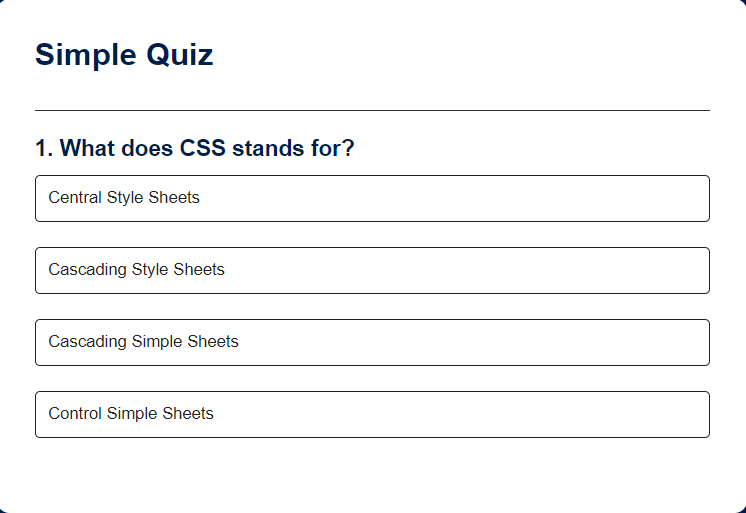 Simple Quiz
1. What does CSS stands for?
Central Style Sheets
Cascading Style Sheets
Cascading Simple Sheets
Control Simple Sheets